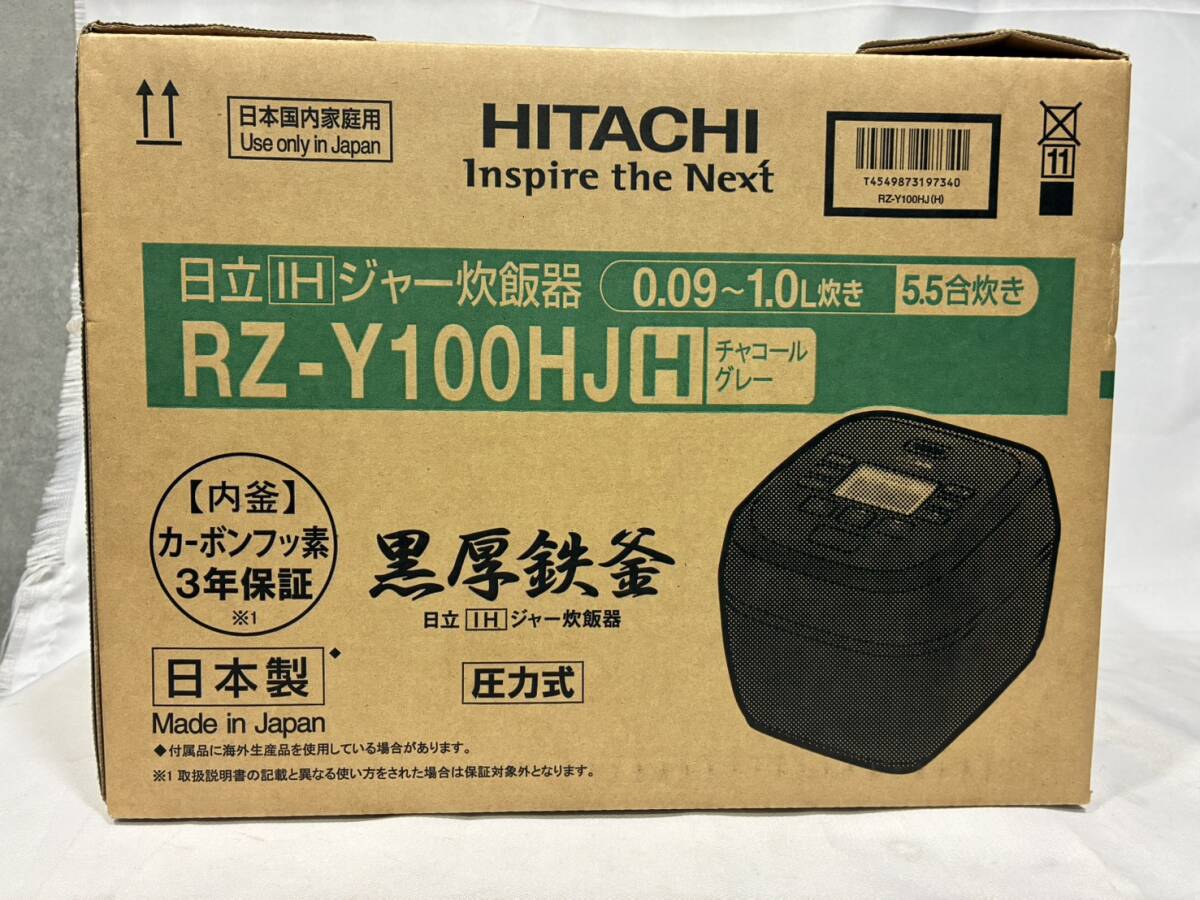 日本国内家庭用
Use only in Japan
HITACHI
Inspire the Next
T4549873197340
RZ-Y100HJ(H)
11
日立IHジャー炊飯器
0.09～1.0L炊き 5.5合炊き
RZ-Y100HJ H
チャコール
グレー
【内釜】
カーボンフッ素
3年保証
※1
黒厚鉄釜
日立IHジャー炊飯器
日本製◆
圧力式
Made in Japan
◆付属品に海外生産品を使用している場合があります。
※1 取扱説明書の記載と異なる使い方をされた場合は保証対象外となります。